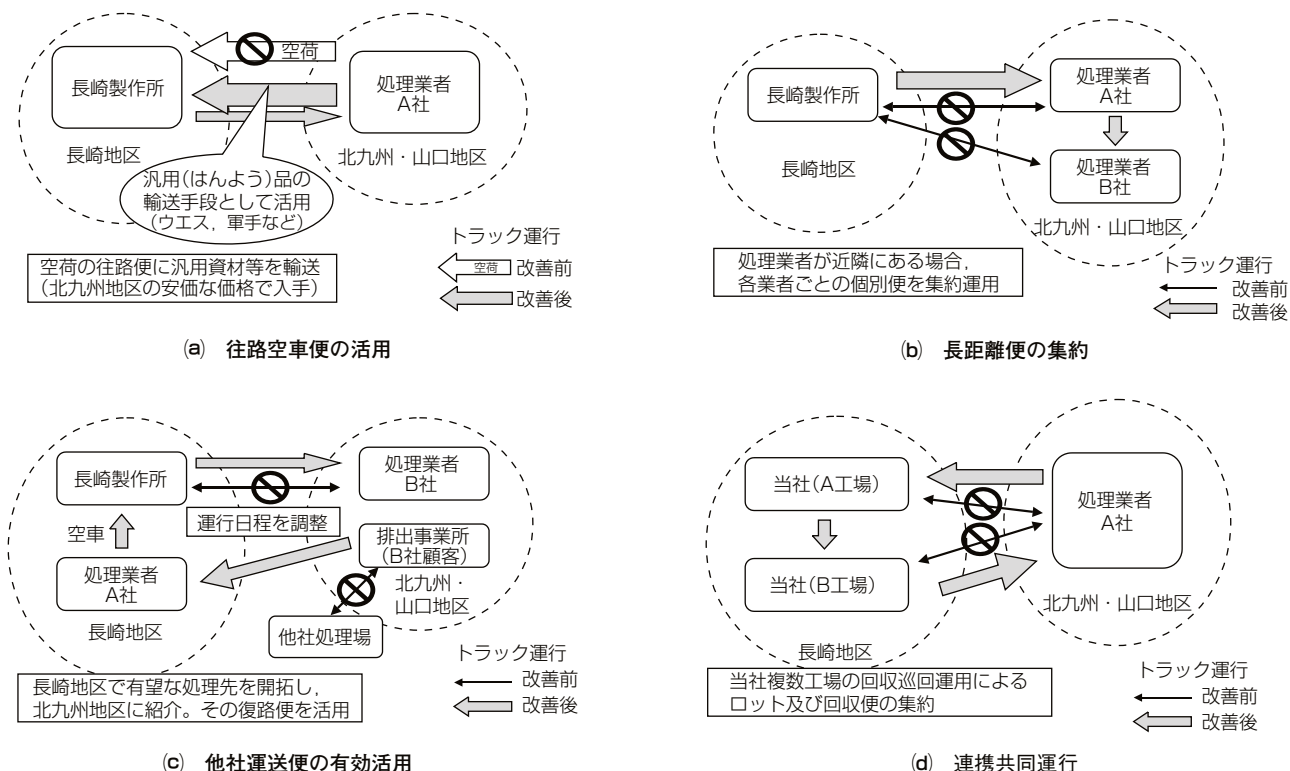 空荷
長崎製作所
処理業者
A社
長崎地区
北九州・山口地区
汎用(はんよう)品の
輸送手段として活用
(ウエス,軍手など)
空荷の往路便に汎用資材等を輸送
(北九州地区の安価な価格で入手)
トラック運行
空荷
改善前
改善後
(a) 往路空車便の活用
長崎製作所
処理業者
A社
処理業者
B社
長崎地区
北九州・山口地区
処理業者が近隣にある場合,
各業者ごとの個別便を集約運用
トラック運行
改善前
改善後
(b) 長距離便の集約
長崎製作所
処理業者
B社
運行日程を調整
空車
排出事業所
(B社顧客)
処理業者
A社
北九州・
山口地区
長崎地区
他社処理場
長崎地区で有望な処理先を開拓し,
北九州地区に紹介。その復路便を活用
トラック運行
改善前
改善後
(c) 他社運送便の有効活用
当社(A工場)
処理業者
A社
当社(B工場)
北九州・山口地区
長崎地区
当社複数工場の回収巡回運用による
ロット及び回収便の集約
トラック運行
改善前
改善後
(d) 連携共同運行